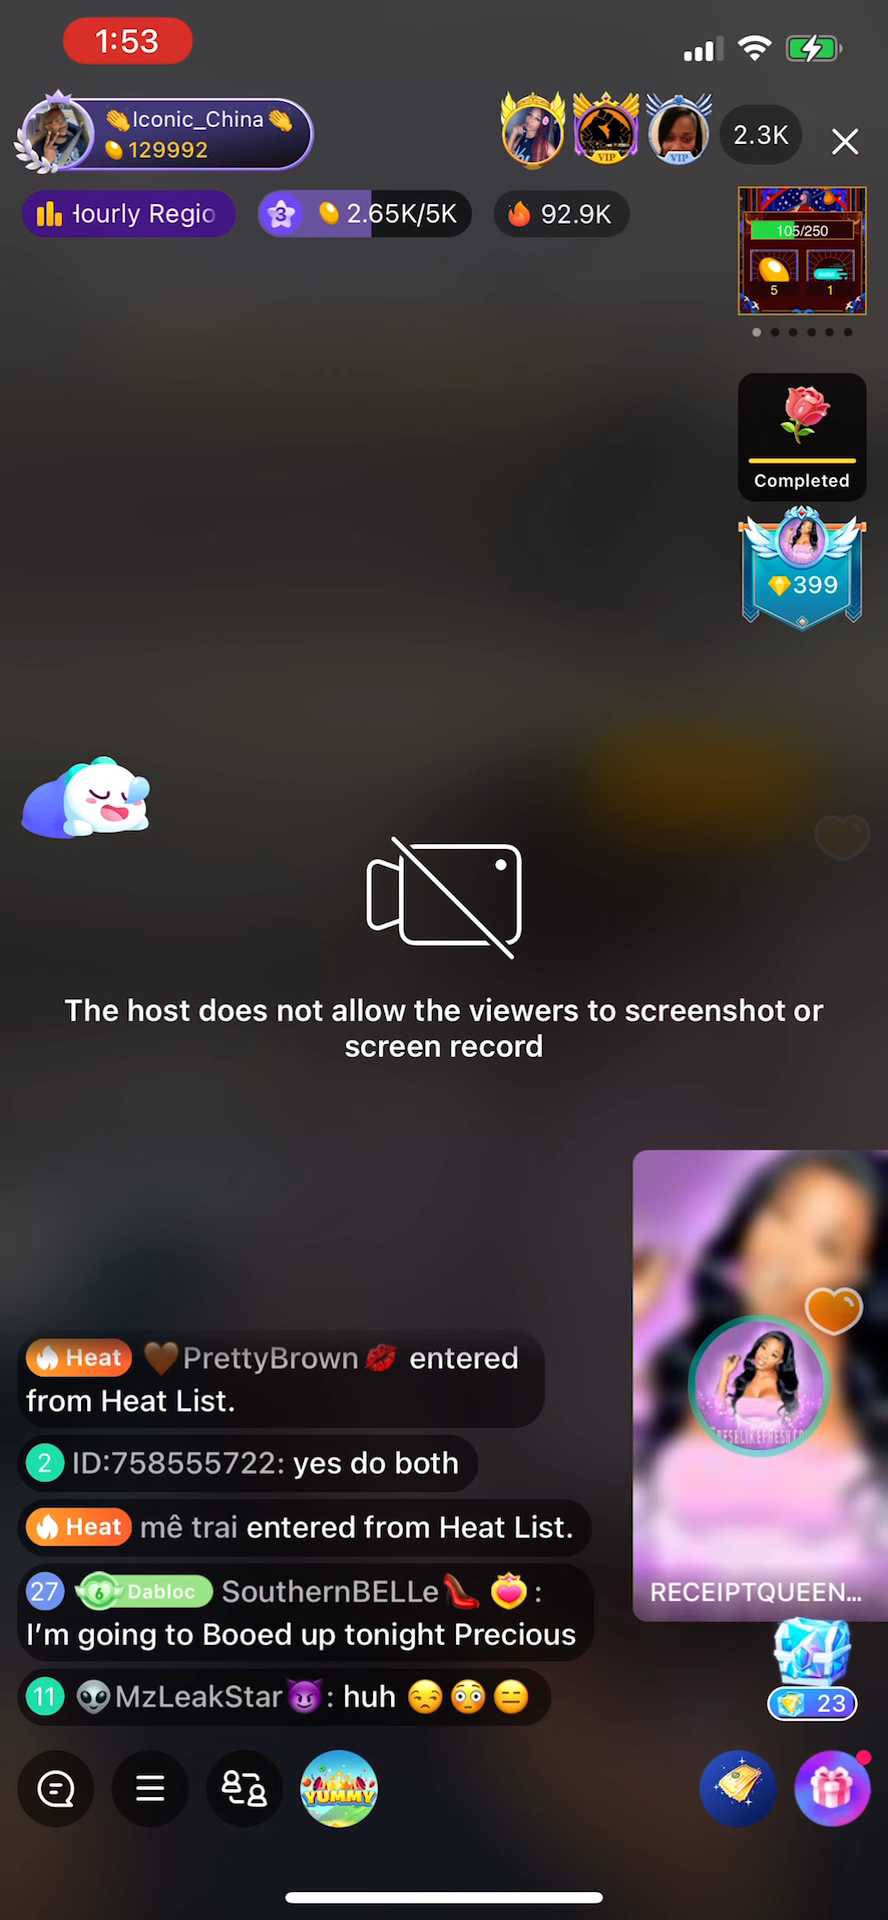 1:53
👏Iconic_China👏
129992
VIP
VIP
2.3K
Hourly Regio
3
2.65K/5K
92.9K
105/250
5
1
Completed
399
The host does not allow the viewers to screenshot or
screen record
Heat 🤎PrettyBrown💋 entered
from Heat List.
2 ID:758555722: yes do both
Heat mê trai entered from Heat List.
27 6 Dabloc SouthernBELLe👠 💝 :
I'm going to Booed up tonight Precious
11 👽MzLeakStar😈: huh 😒😳😑
RECEIPTQUEEN...
23
YUMMY